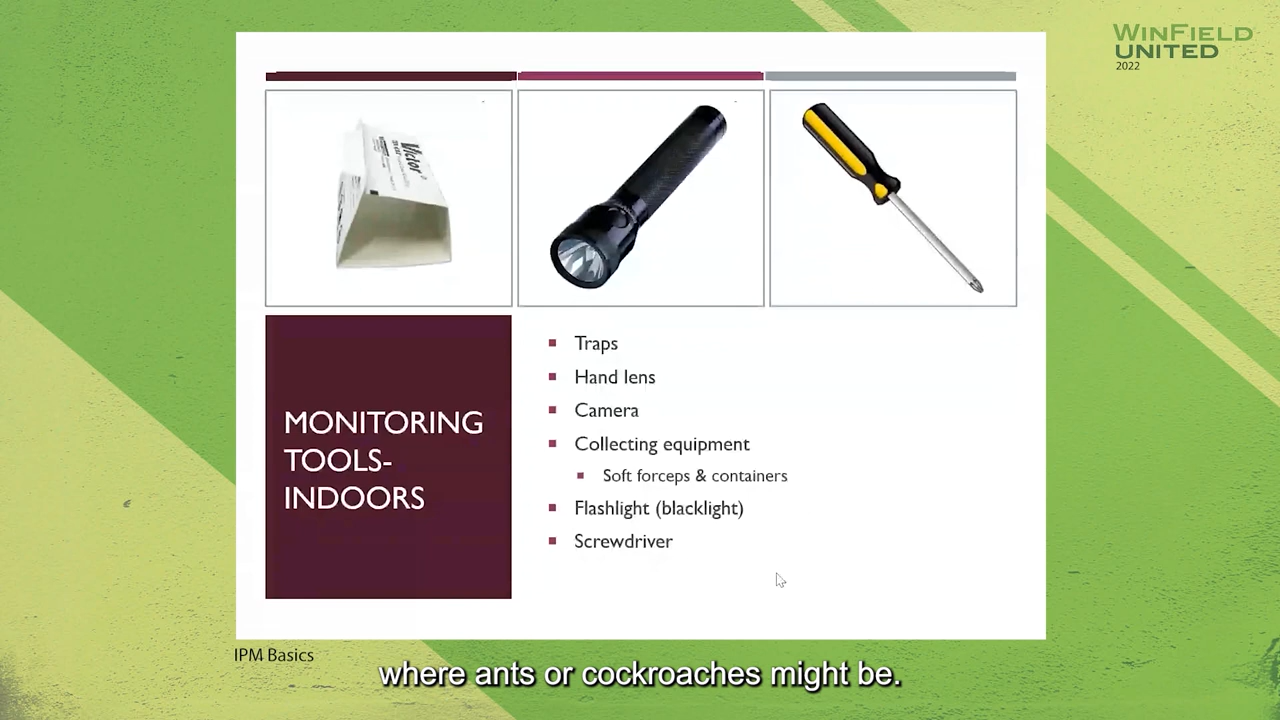 WINFIELD
UNITED
2022
Victor
MONITORING
TOOLS-
INDOORS
Traps
Hand lens
Camera
Collecting equipment
Soft forceps & containers
Flashlight (blacklight)
Screwdriver
IPM Basics
where ants or cockroaches might be.